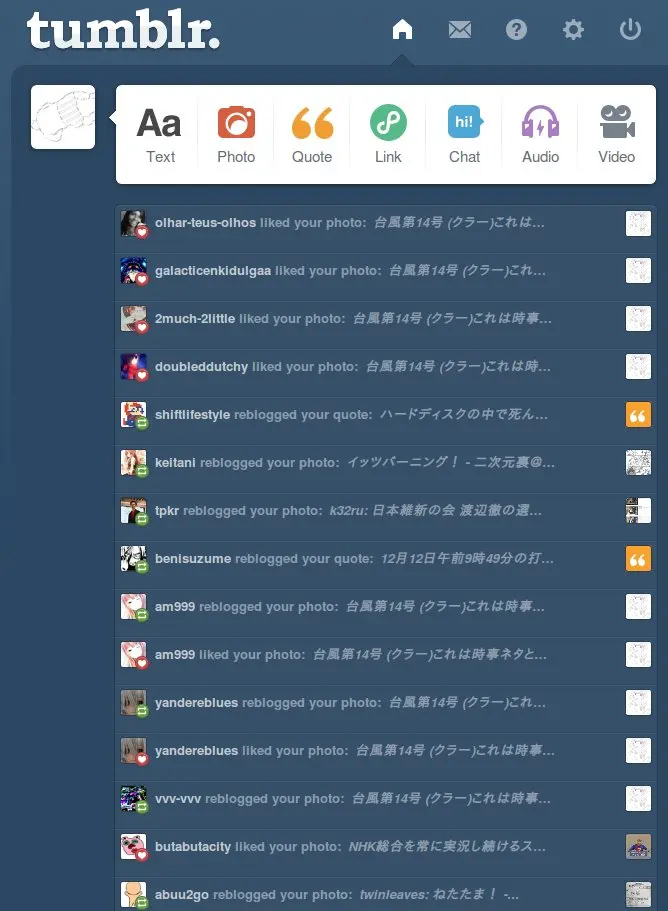 tumblr.
Aa
hi!
Text Photo Quote Link Chat Audio Video
olhar-teus-olhos liked your photo: 台風第14号 (クラー)これは...
galacticenkidulgaa liked your photo: 台風第14号 (クラー)これ...
2much-2little liked your photo: 台風第14号 (クラー)これは時事...
doubleddutchy liked your photo: 台風第14号 (クラー)これは時...
shiftlifestyle reblogged your quote: ハードディスクの中で死ん...
keitani reblogged your photo: イッツバーニング！ - 二次元裏@...
tpkr reblogged your photo: k32ru: 日本維新の会 渡辺徹の選...
benisuzume reblogged your quote: 12月12日午前9時49分の打...
am999 reblogged your photo: 台風第14号 (クラー)これは時事...
am999 liked your photo: 台風第14号 (クラー)これは時事ネタと...
yandereblues reblogged your photo: 台風第14号 (クラー)これ...
yandereblues liked your photo: 台風第14号 (クラー)これは時事...
vvv-vvv reblogged your photo: 台風第14号 (クラー)これは時事...
butabutacity liked your photo: NHK総合を常に実況し続けるス...
abuu2go reblogged your photo: twinleaves: ねたたま！ -...